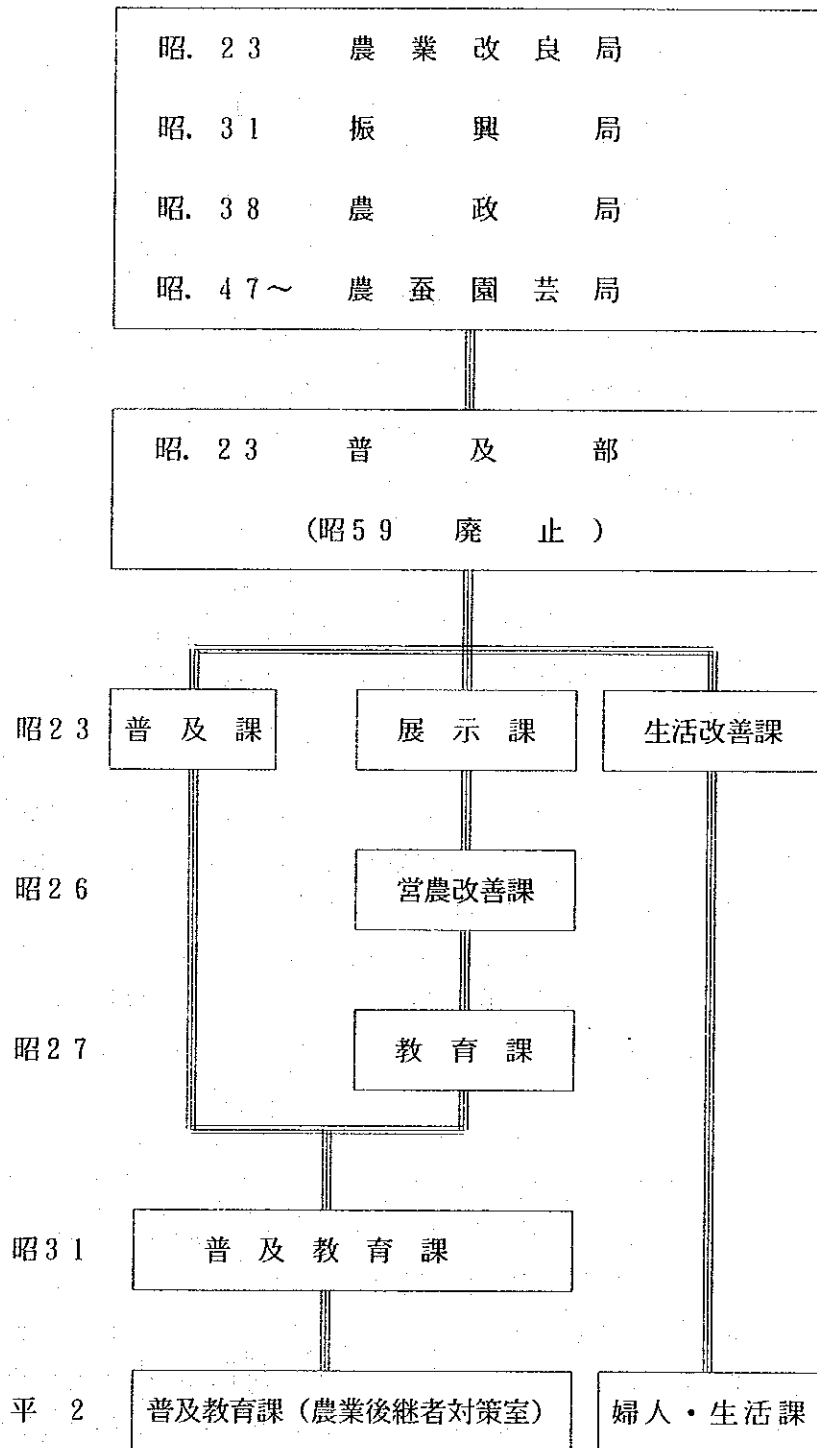 昭. 23 農業改良局
昭. 31 振興局
昭. 38 農政局
昭. 47～ 農蚕園芸局
昭. 23 普及部
(昭59 廃止)
昭23 普及課 展示課 生活改善課
昭26 営農改善課
昭27 教育課
昭31 普及教育課
平 2 普及教育課（農業後継者対策室） 婦人・生活課